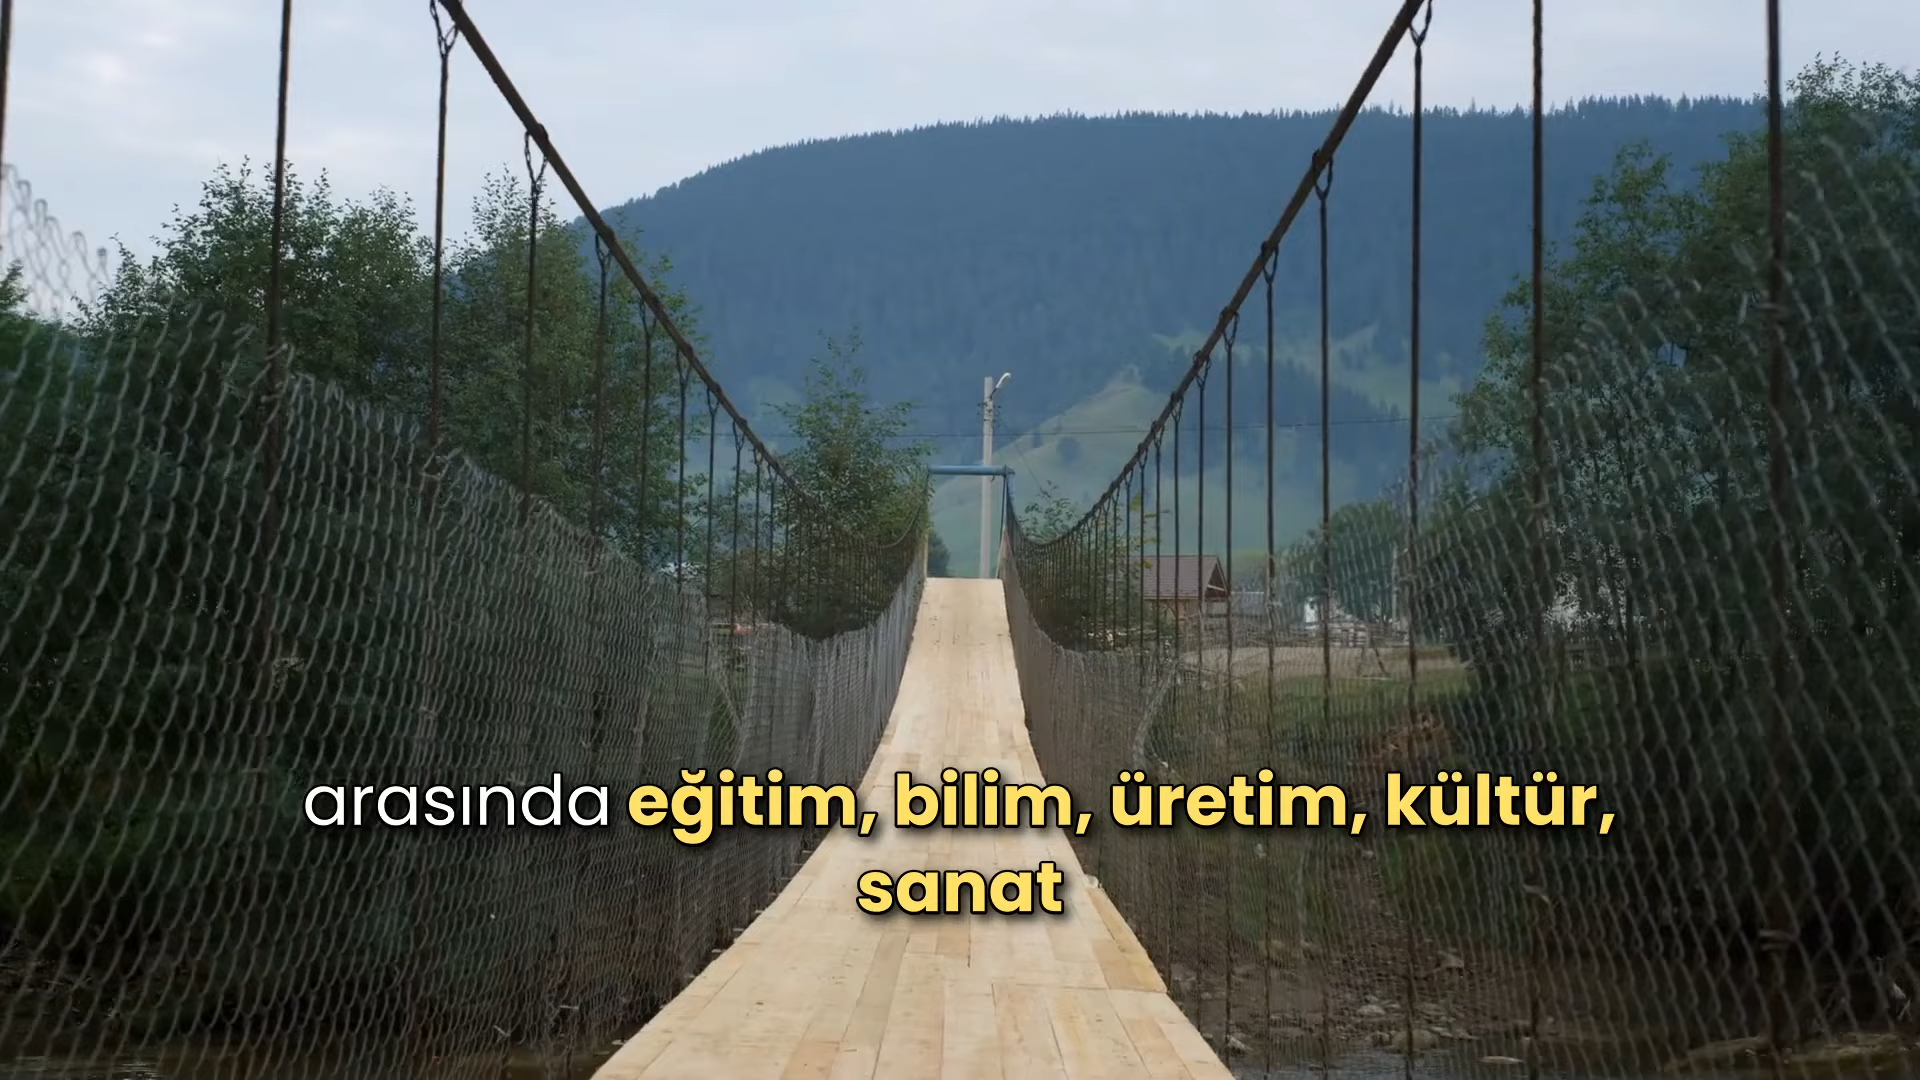 arasında eğitim, bilim, üretim, kültür,
sanat